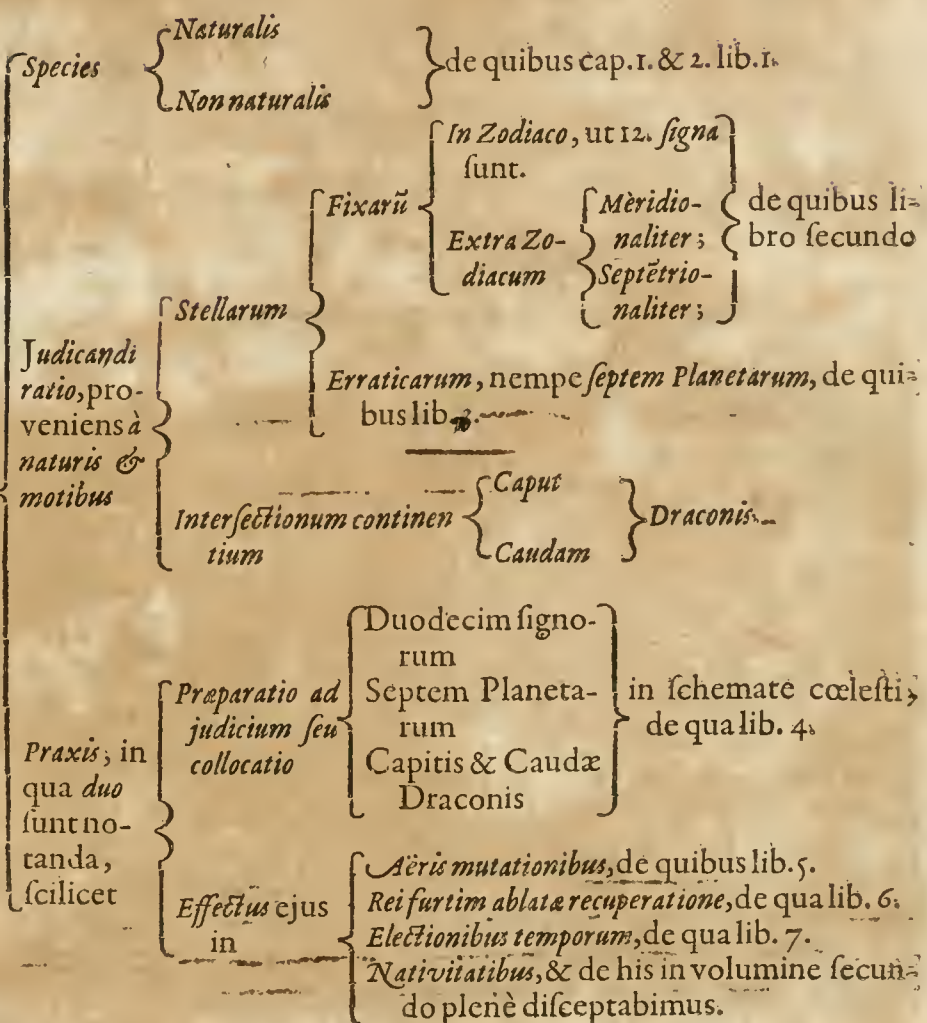 Species
Naturalis
Non naturalis
de quibus cap. 1. & 2. lib. 1.
Judicandi
ratio, pro-
veniens à
naturis &
motibus
Stellarum
Fixarū
In Zodiaco, ut 12. ſigna
ſunt.
Extra Zo-
diacum
Mèridio-
naliter;
Septētrio-
naliter;
de quibus li-
bro ſecundo
Erraticarum, nempe ſeptem Planetarum, de qui-
bus lib.
Interſectionum continen
tium
Caput
Caudam
Draconis.
Praxis; in
qua duo
ſunt no-
tanda,
ſcilicet
Præparatio ad
judicium ſeu
collocatio
Duodecim ſigno-
rum
Septem Planeta-
rum
Capitis & Caudæ
Draconis
in ſchemate cœleſti;
de qua lib. 4.
Effectus ejus
in
Aëris mutationibus, de quibus lib. 5.
Rei furtim ablatæ recuperatione, de qua lib. 6.
Electionibus temporum, de qua lib. 7.
Nativitatibus, & de his in volumine ſecun-
do plenè diſceptabimus.